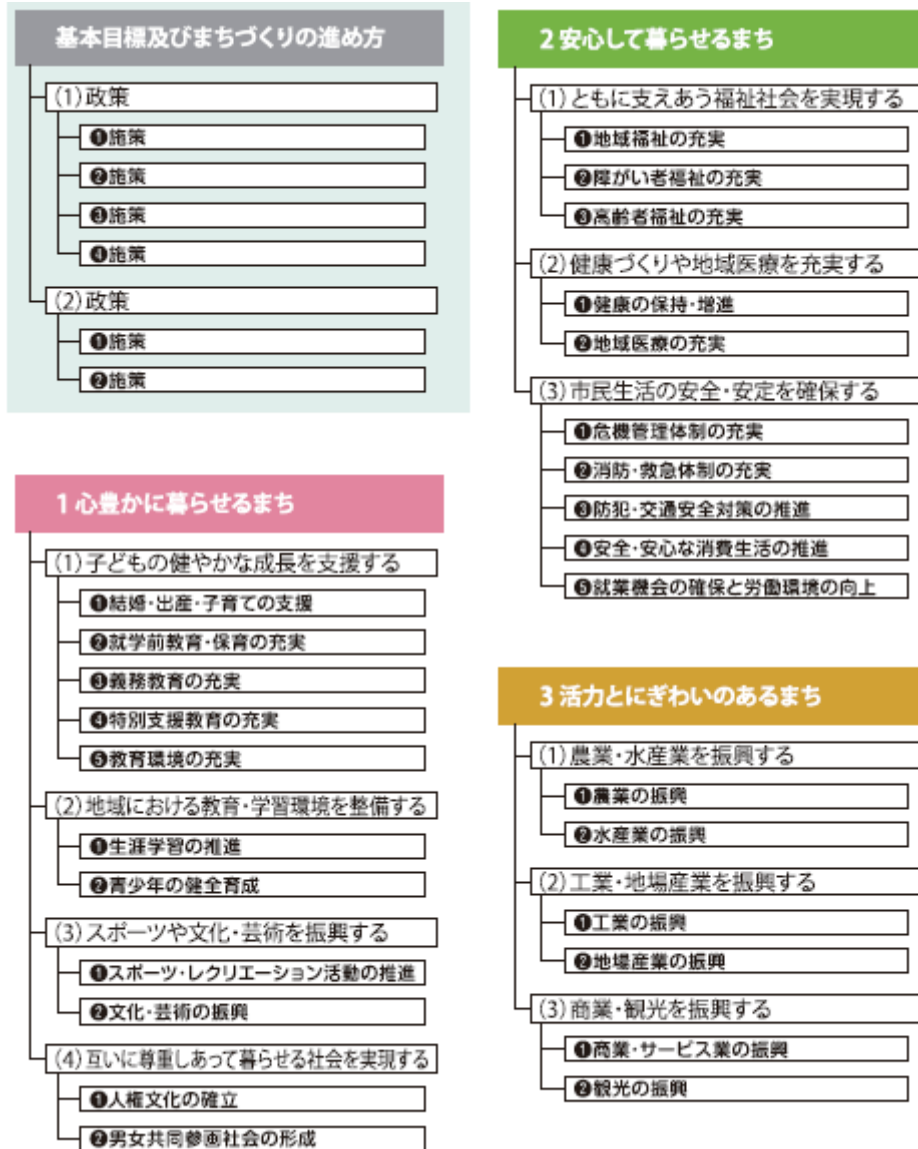 基本目標及びまちづくりの進め方
(1)政策
❶施策
❷施策
❸施策
❹施策
(2)政策
❶施策
❷施策
1 心豊かに暮らせるまち
(1)子どもの健やかな成長を支援する
❶結婚・出産・子育ての支援
❷就学前教育・保育の充実
❸義務教育の充実
❹特別支援教育の充実
❺教育環境の充実
(2)地域における教育・学習環境を整備する
❶生涯学習の推進
❷青少年の健全育成
(3)スポーツや文化・芸術を振興する
❶スポーツ・レクリエーション活動の推進
❷文化・芸術の振興
(4)互いに尊重しあって暮らせる社会を実現する
❶人権文化の確立
❷男女共同参画社会の形成
2 安心して暮らせるまち
(1)ともに支えあう福祉社会を実現する
❶地域福祉の充実
❷障がい者福祉の充実
❸高齢者福祉の充実
(2)健康づくりや地域医療を充実する
❶健康の保持・増進
❷地域医療の充実
(3)市民生活の安全・安定を確保する
❶危機管理体制の充実
❷消防・救急体制の充実
❸防犯・交通安全対策の推進
❹安全・安心な消費生活の推進
❺就業機会の確保と労働環境の向上
3 活力とにぎわいのあるまち
(1)農業・水産業を振興する
❶農業の振興
❷水産業の振興
(2)工業・地場産業を振興する
❶工業の振興
❷地場産業の振興
(3)商業・観光を振興する
❶商業・サービス業の振興
❷観光の振興